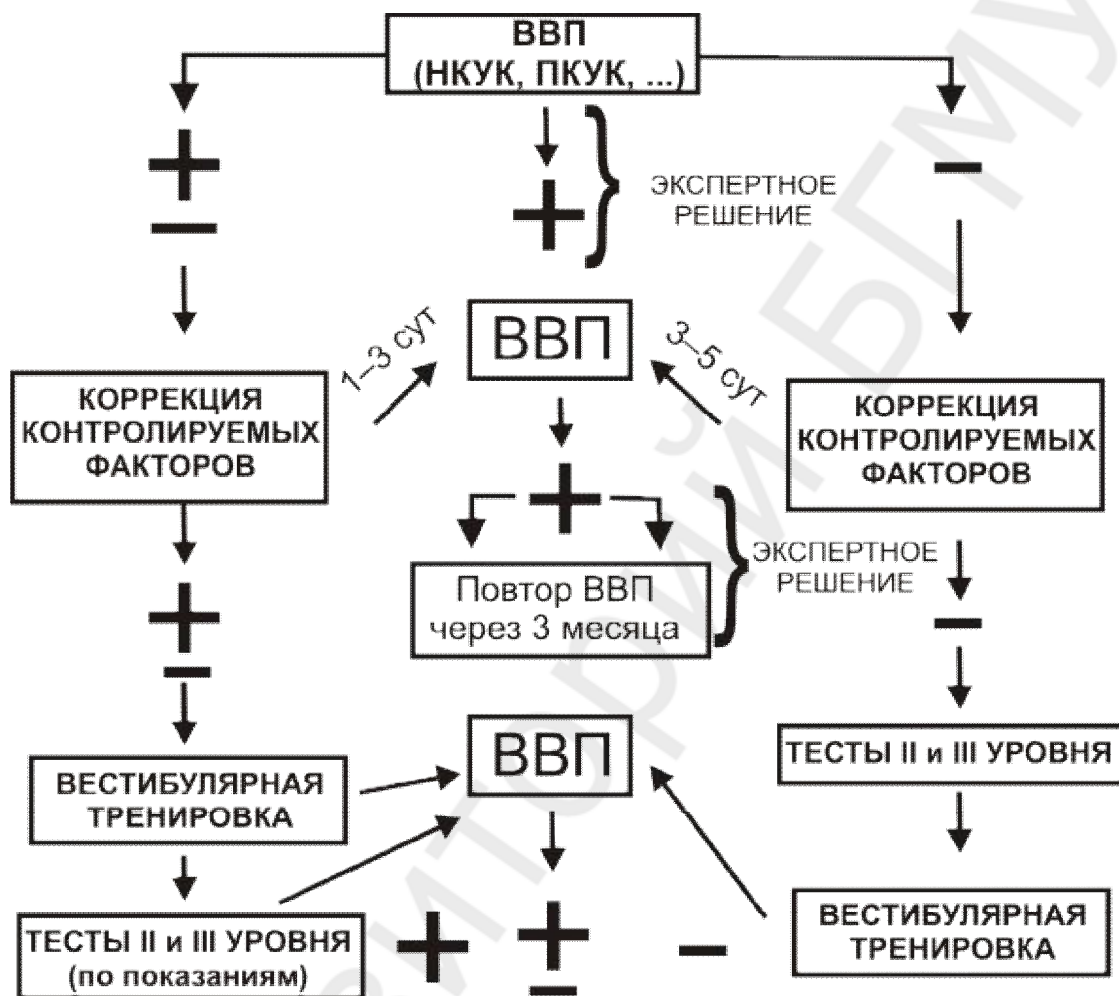 ВВП
(НКУК, ПКУК, ...)
+
–
+
–
ЭКСПЕРТНОЕ
РЕШЕНИЕ
1–3 сут
ВВП
3–5 сут
КОРРЕКЦИЯ
КОНТРОЛИРУЕМЫХ
ФАКТОРОВ
КОРРЕКЦИЯ
КОНТРОЛИРУЕМЫХ
ФАКТОРОВ
+
ЭКСПЕРТНОЕ
РЕШЕНИЕ
Повтор ВВП
через 3 месяца
+
–
–
ВВП
ТЕСТЫ II и III УРОВНЯ
ВЕСТИБУЛЯРНАЯ
ТРЕНИРОВКА
ТЕСТЫ II и III УРОВНЯ
(по показаниям)
+
+
–
–
ВЕСТИБУЛЯРНАЯ
ТРЕНИРОВКА
БГМУ